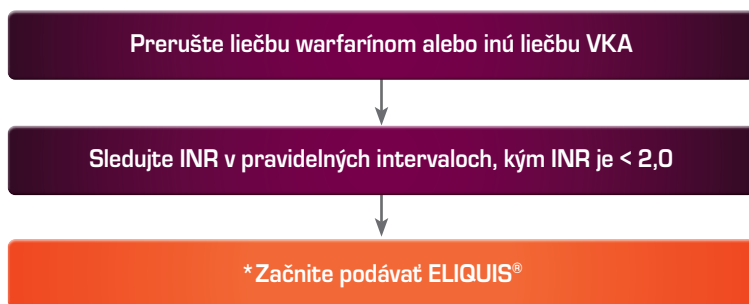 Prerušte liečbu warfarínom alebo inú liečbu VKA
Sledujte INR v pravidelných intervaloch, kým INR je < 2,0
*Začnite podávať ELIQUIS®